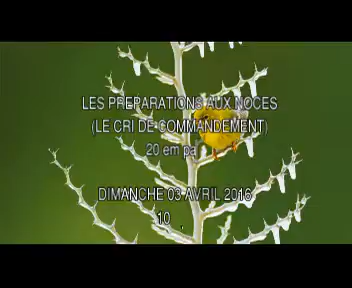 LES PREPARATIONS AUX NOCES
(LE CRI DE COMMANDEMENT)
20 em pa
DIMANCHE 03 AVRIL 2016
10